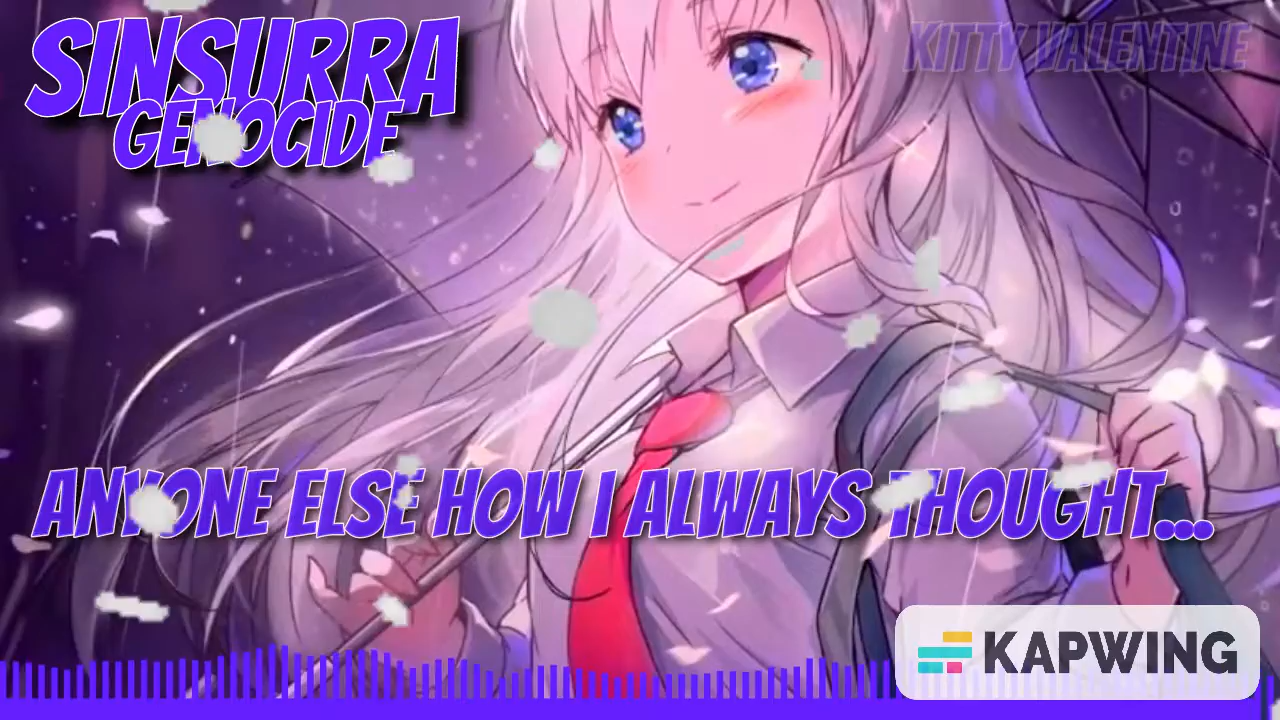 SINSURRA
GENOCIDE
KITTY VALENTINE
ANYONE ELSE HOW I ALWAYS THOUGHT...
KAPWING